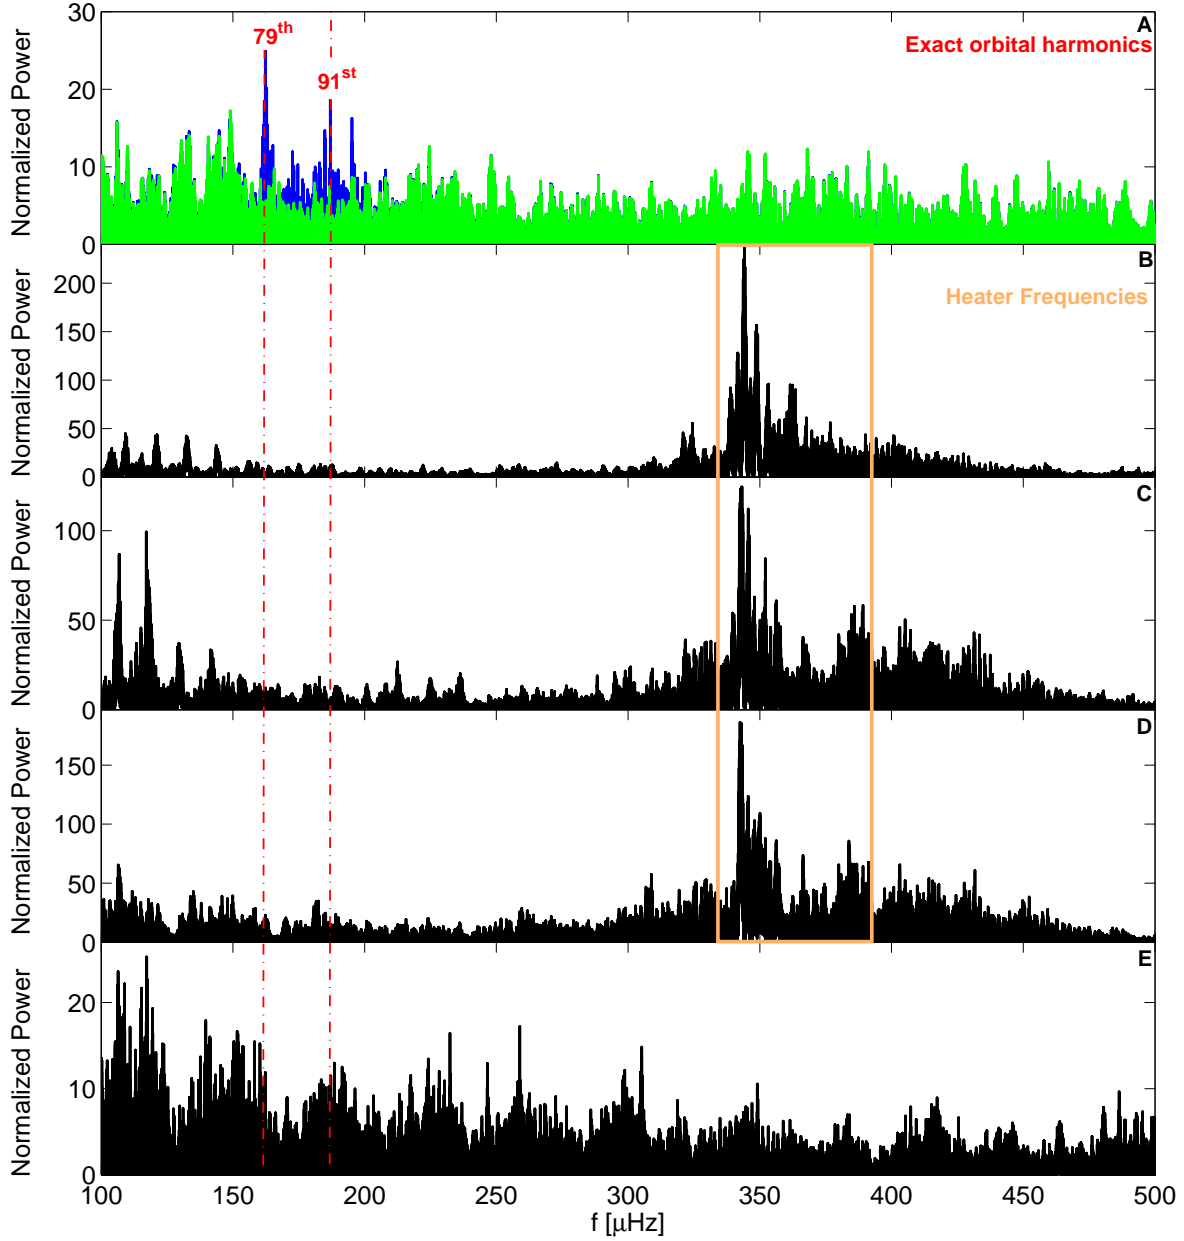 30
20
10
0
Normalized Power
79th
91st
A
Exact orbital harmonics
200
150
100
50
0
Normalized Power
B
Heater Frequencies
100
50
0
Normalized Power
C
150
100
50
0
Normalized Power
D
20
10
0
Normalized Power
E
100 150 200 250 300 350 400 450 500
f [μHz]